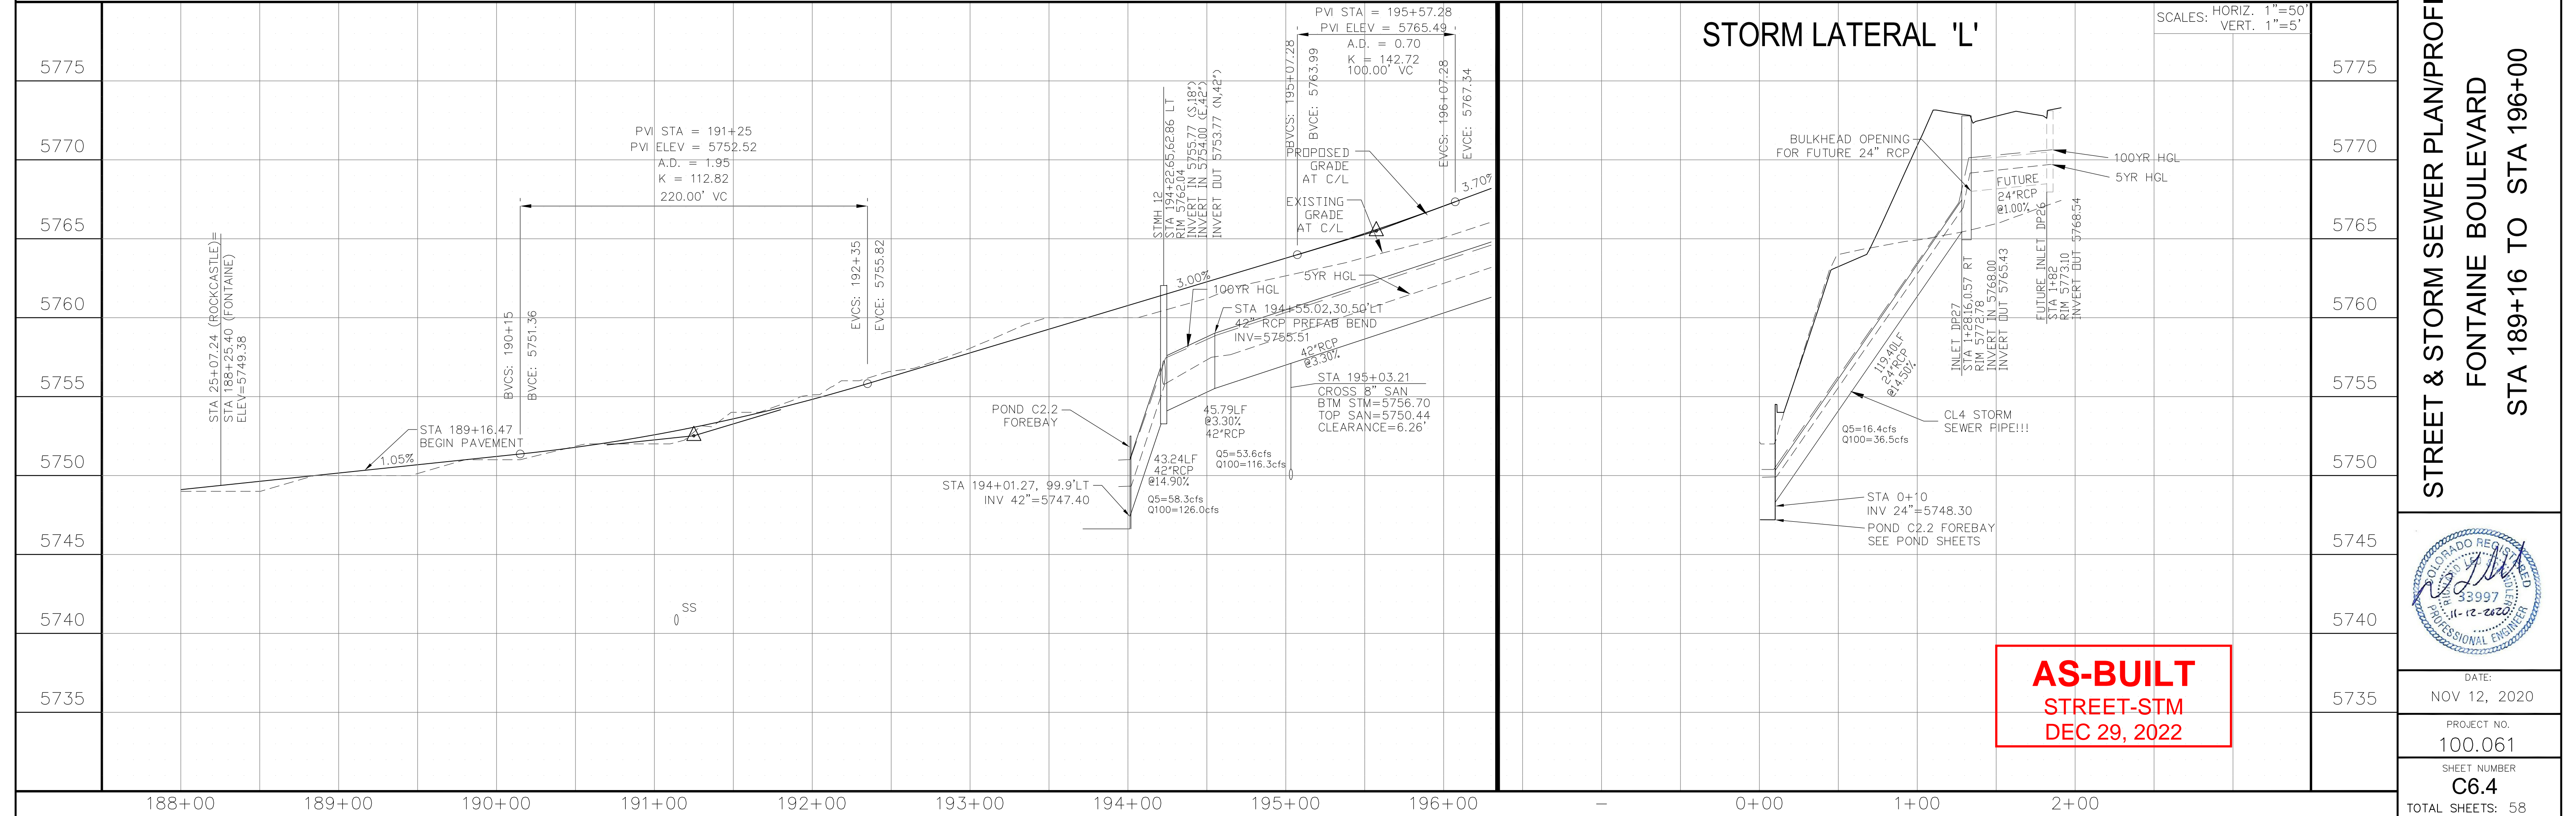 PVI STA = 195+57.28
PVI ELEV = 5765.49
A.D. = 0.70
K = 142.72
100.00' VC
BVCS: 195+07.28
BVCE: 5763.99
EVCS: 196+07.28
EVCE: 5767.34
STORM LATERAL 'L'
SCALES: HORIZ. 1"=50'
VERT. 1"=5'
5775
5770
5765
5760
5755
5750
5745
5740
5735
PVI STA = 191+25
PVI ELEV = 5752.52
A.D. = 1.95
K = 112.82
220.00' VC
STA 25+07.24 (ROCKCASTLE)=
STA 188+25.40 (FONTAINE)
ELEV=5749.38
BVCS: 190+15
BVCE: 5751.36
EVCS: 192+35
EVCE: 5755.82
STA 189+16.47
BEGIN PAVEMENT
1.05%
SS
STMH 12
STA 194+22.65,62.86 LT
RIM 5762.04
INVERT IN 5755.77 (S,18")
INVERT IN 5754.00 (E,42")
INVERT OUT 5753.77 (N,42")
PROPOSED
GRADE
AT C/L
EXISTING
GRADE
AT C/L
3.70%
3.00%
5YR HGL
100YR HGL
STA 194+55.02,30.50'LT
42" RCP PREFAB BEND
INV=5755.51
42"RCP
@3.30%
STA 195+03.21
CROSS 8" SAN
BTM STM=5756.70
TOP SAN=5750.44
CLEARANCE=6.26'
POND C2.2
FOREBAY
45.79LF
@3.30%
42"RCP
Q5=53.6cfs
Q100=116.3cfs
43.24LF
42"RCP
@14.90%
Q5=58.3cfs
Q100=126.0cfs
STA 194+01.27, 99.9'LT
INV 42"=5747.40
BULKHEAD OPENING
FOR FUTURE 24" RCP
100YR HGL
5YR HGL
FUTURE
24"RCP
@1.00%
INLET DP27
STA 1+28.16,0.57 RT
RIM 5772.78
INVERT IN 5768.00
INVERT OUT 5765.43
FUTURE INLET DP26
STA 1+82
RIM 5773.10
INVERT OUT 5768.54
119.40LF
24"RCP
@14.50%
Q5=16.4cfs
Q100=36.5cfs
CL4 STORM
SEWER PIPE!!!
STA 0+10
INV 24"=5748.30
POND C2.2 FOREBAY
SEE POND SHEETS
5775
5770
5765
5760
5755
5750
5745
5740
5735
AS-BUILT
STREET-STM
DEC 29, 2022
188+00
189+00
190+00
191+00
192+00
193+00
194+00
195+00
196+00
-
0+00
1+00
2+00
STREET & STORM SEWER PLAN/PROFI
FONTAINE BOULEVARD
STA 189+16 TO STA 196+00
COLORADO REGISTERED
PROFESSIONAL ENGINEER
33997
11-12-2020
DATE:
NOV 12, 2020
PROJECT NO.
100.061
SHEET NUMBER
C6.4
TOTAL SHEETS: 58